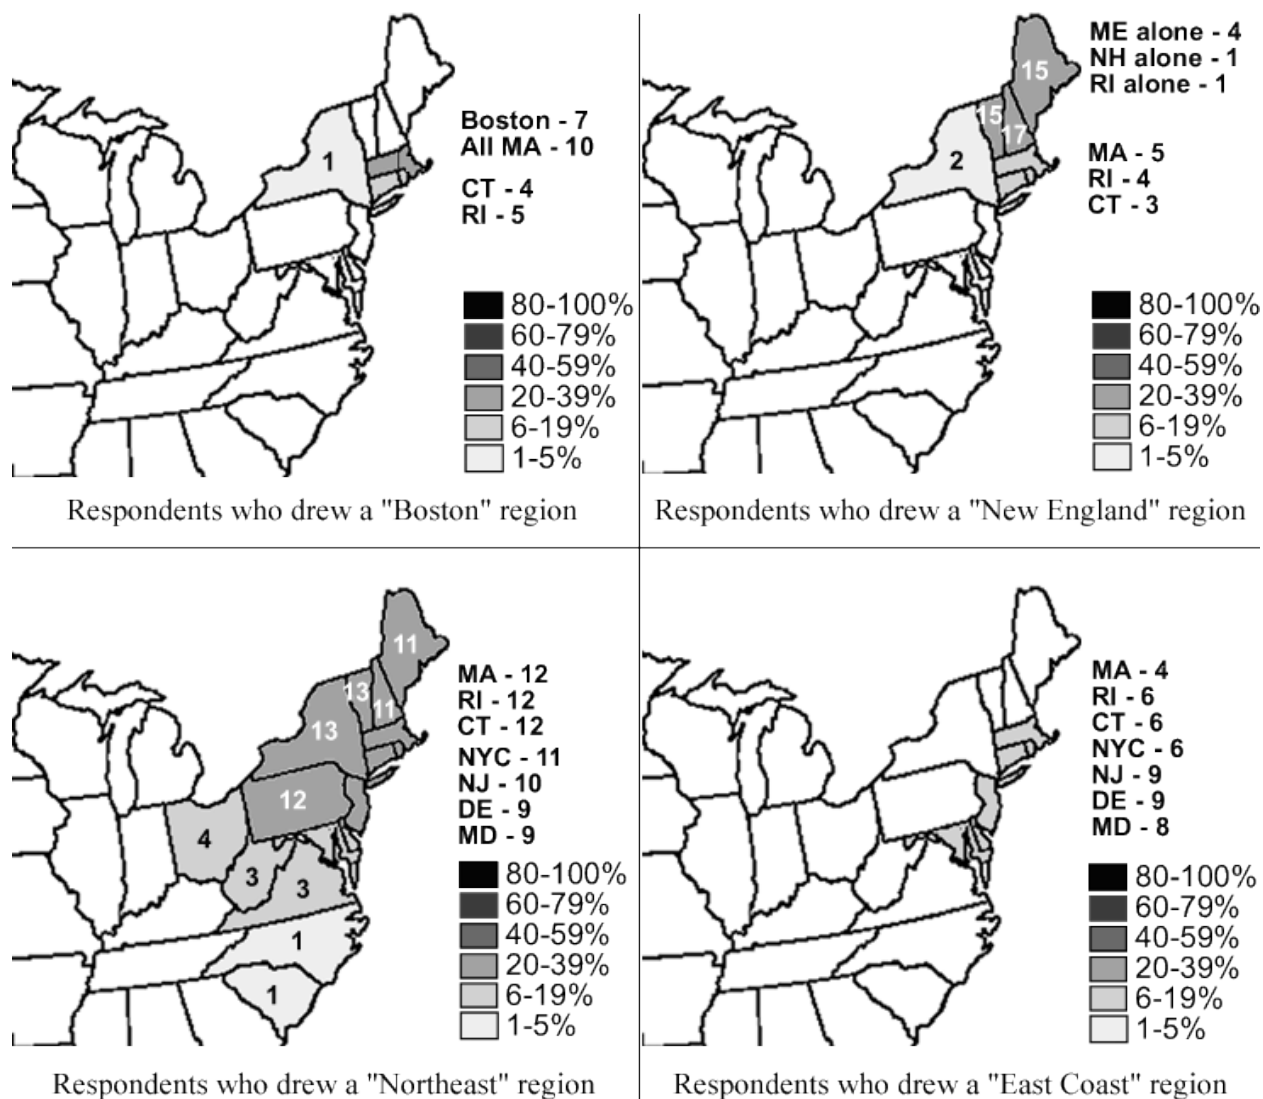 1
Boston - 7
All MA - 10
CT - 4
RI - 5
80-100%
60-79%
40-59%
20-39%
6-19%
1-5%
Respondents who drew a "Boston" region
15
15
17
2
ME alone - 4
NH alone - 1
RI alone - 1
MA - 5
RI - 4
CT - 3
80-100%
60-79%
40-59%
20-39%
6-19%
1-5%
Respondents who drew a "New England" region
11
13
11
13
12
4
3
3
1
1
MA - 12
RI - 12
CT - 12
NYC - 11
NJ - 10
DE - 9
MD - 9
80-100%
60-79%
40-59%
20-39%
6-19%
1-5%
Respondents who drew a "Northeast" region
MA - 4
RI - 6
CT - 6
NYC - 6
NJ - 9
DE - 9
MD - 8
80-100%
60-79%
40-59%
20-39%
6-19%
1-5%
Respondents who drew a "East Coast" region